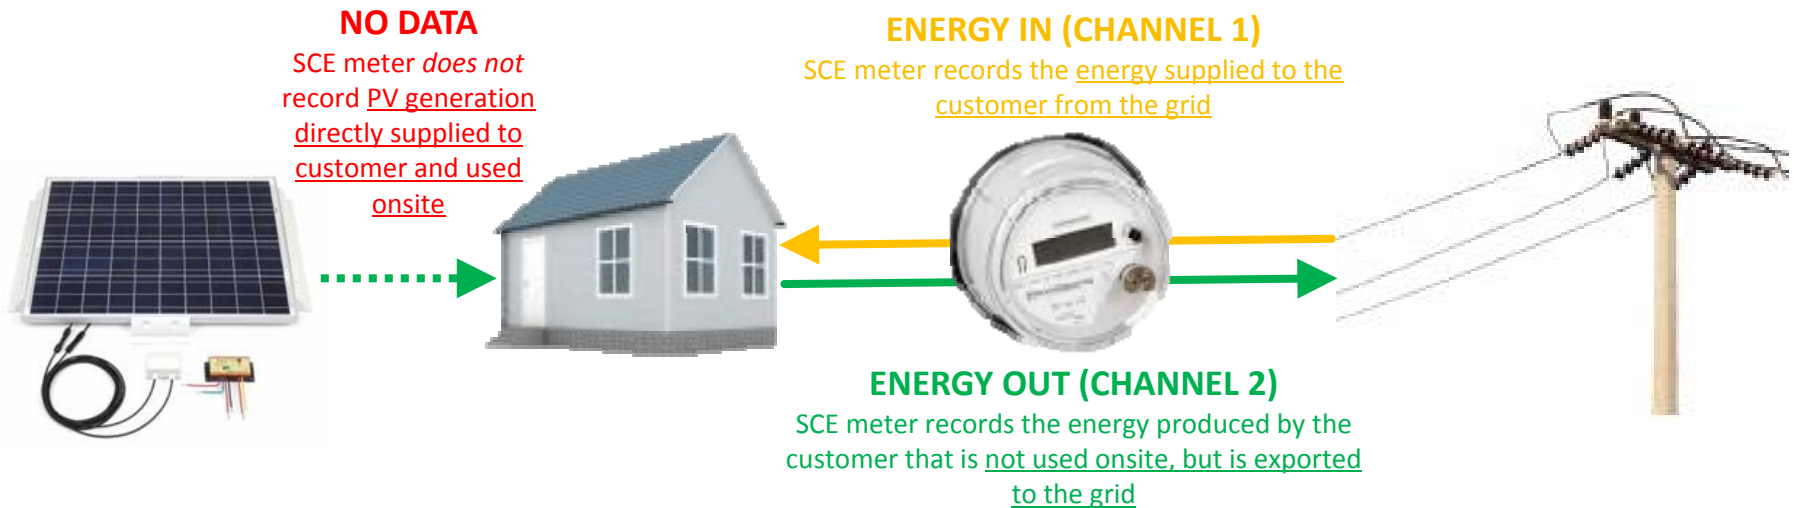 NO DATA
SCE meter does not
record PV generation
directly supplied to
customer and used
onsite
ENERGY IN (CHANNEL 1)
SCE meter records the energy supplied to the
customer from the grid
ENERGY OUT (CHANNEL 2)
SCE meter records the energy produced by the
customer that is not used onsite, but is exported
to the grid